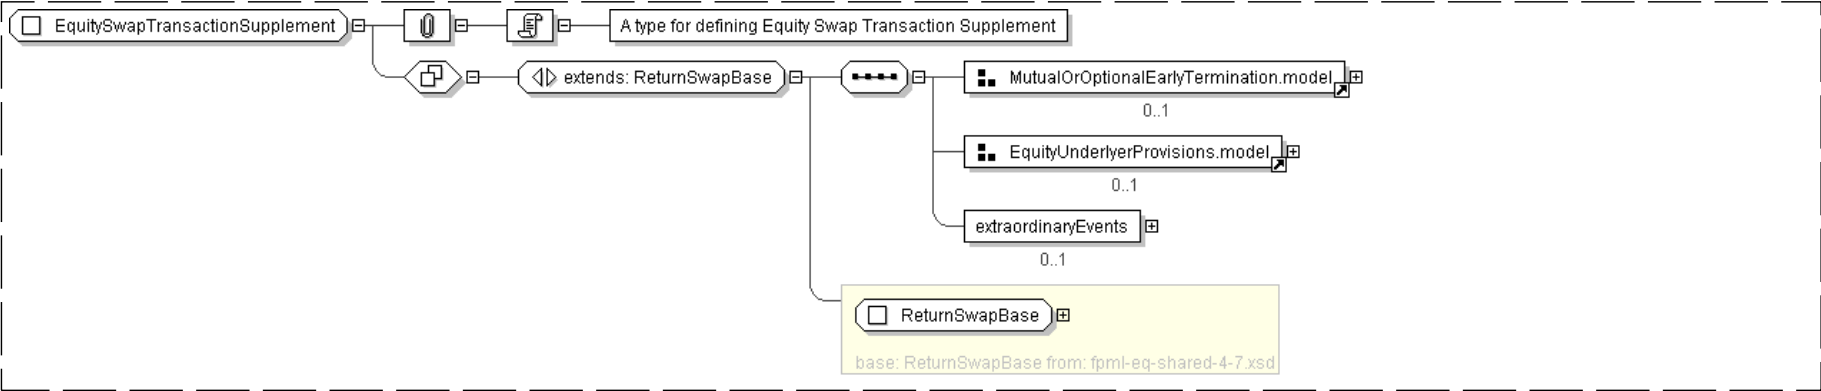 EquitySwapTransactionSupplement
A type for defining Equity Swap Transaction Supplement
extends: ReturnSwapBase
MutualOrOptionalEarlyTermination.model
0..1
EquityUnderlyerProvisions.model
0..1
extraordinaryEvents
0..1
ReturnSwapBase
base: ReturnSwapBase from: fpml-eq-shared-4-7.xsd